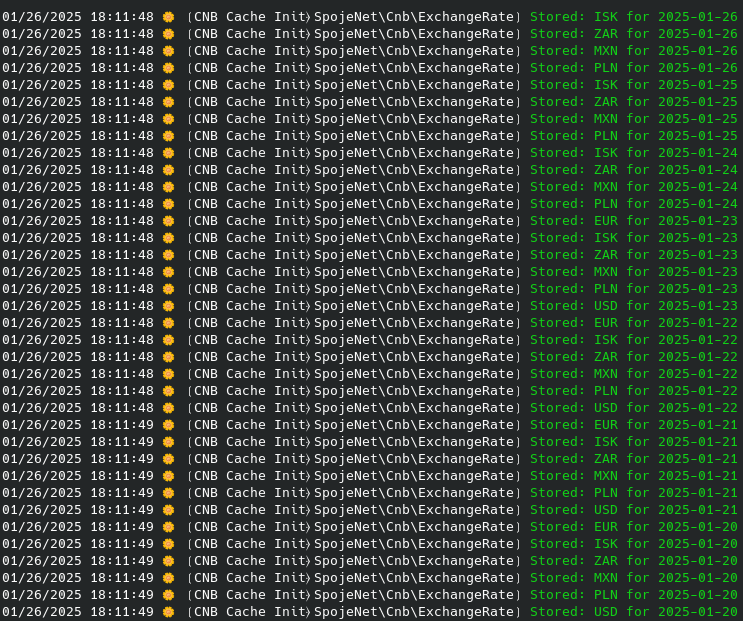 01/26/2025 18:11:48 🌼 ❲CNB Cache Init⦒SpojeNet\Cnb\ExchangeRate❳ Stored: ISK for 2025-01-26
01/26/2025 18:11:48 🌼 ❲CNB Cache Init⦒SpojeNet\Cnb\ExchangeRate❳ Stored: ZAR for 2025-01-26
01/26/2025 18:11:48 🌼 ❲CNB Cache Init⦒SpojeNet\Cnb\ExchangeRate❳ Stored: MXN for 2025-01-26
01/26/2025 18:11:48 🌼 ❲CNB Cache Init⦒SpojeNet\Cnb\ExchangeRate❳ Stored: PLN for 2025-01-26
01/26/2025 18:11:48 🌼 ❲CNB Cache Init⦒SpojeNet\Cnb\ExchangeRate❳ Stored: ISK for 2025-01-25
01/26/2025 18:11:48 🌼 ❲CNB Cache Init⦒SpojeNet\Cnb\ExchangeRate❳ Stored: ZAR for 2025-01-25
01/26/2025 18:11:48 🌼 ❲CNB Cache Init⦒SpojeNet\Cnb\ExchangeRate❳ Stored: MXN for 2025-01-25
01/26/2025 18:11:48 🌼 ❲CNB Cache Init⦒SpojeNet\Cnb\ExchangeRate❳ Stored: PLN for 2025-01-25
01/26/2025 18:11:48 🌼 ❲CNB Cache Init⦒SpojeNet\Cnb\ExchangeRate❳ Stored: ISK for 2025-01-24
01/26/2025 18:11:48 🌼 ❲CNB Cache Init⦒SpojeNet\Cnb\ExchangeRate❳ Stored: ZAR for 2025-01-24
01/26/2025 18:11:48 🌼 ❲CNB Cache Init⦒SpojeNet\Cnb\ExchangeRate❳ Stored: MXN for 2025-01-24
01/26/2025 18:11:48 🌼 ❲CNB Cache Init⦒SpojeNet\Cnb\ExchangeRate❳ Stored: PLN for 2025-01-24
01/26/2025 18:11:48 🌼 ❲CNB Cache Init⦒SpojeNet\Cnb\ExchangeRate❳ Stored: EUR for 2025-01-23
01/26/2025 18:11:48 🌼 ❲CNB Cache Init⦒SpojeNet\Cnb\ExchangeRate❳ Stored: ISK for 2025-01-23
01/26/2025 18:11:48 🌼 ❲CNB Cache Init⦒SpojeNet\Cnb\ExchangeRate❳ Stored: ZAR for 2025-01-23
01/26/2025 18:11:48 🌼 ❲CNB Cache Init⦒SpojeNet\Cnb\ExchangeRate❳ Stored: MXN for 2025-01-23
01/26/2025 18:11:48 🌼 ❲CNB Cache Init⦒SpojeNet\Cnb\ExchangeRate❳ Stored: PLN for 2025-01-23
01/26/2025 18:11:48 🌼 ❲CNB Cache Init⦒SpojeNet\Cnb\ExchangeRate❳ Stored: USD for 2025-01-23
01/26/2025 18:11:48 🌼 ❲CNB Cache Init⦒SpojeNet\Cnb\ExchangeRate❳ Stored: EUR for 2025-01-22
01/26/2025 18:11:48 🌼 ❲CNB Cache Init⦒SpojeNet\Cnb\ExchangeRate❳ Stored: ISK for 2025-01-22
01/26/2025 18:11:48 🌼 ❲CNB Cache Init⦒SpojeNet\Cnb\ExchangeRate❳ Stored: ZAR for 2025-01-22
01/26/2025 18:11:48 🌼 ❲CNB Cache Init⦒SpojeNet\Cnb\ExchangeRate❳ Stored: MXN for 2025-01-22
01/26/2025 18:11:48 🌼 ❲CNB Cache Init⦒SpojeNet\Cnb\ExchangeRate❳ Stored: PLN for 2025-01-22
01/26/2025 18:11:48 🌼 ❲CNB Cache Init⦒SpojeNet\Cnb\ExchangeRate❳ Stored: USD for 2025-01-22
01/26/2025 18:11:49 🌼 ❲CNB Cache Init⦒SpojeNet\Cnb\ExchangeRate❳ Stored: EUR for 2025-01-21
01/26/2025 18:11:49 🌼 ❲CNB Cache Init⦒SpojeNet\Cnb\ExchangeRate❳ Stored: ISK for 2025-01-21
01/26/2025 18:11:49 🌼 ❲CNB Cache Init⦒SpojeNet\Cnb\ExchangeRate❳ Stored: ZAR for 2025-01-21
01/26/2025 18:11:49 🌼 ❲CNB Cache Init⦒SpojeNet\Cnb\ExchangeRate❳ Stored: MXN for 2025-01-21
01/26/2025 18:11:49 🌼 ❲CNB Cache Init⦒SpojeNet\Cnb\ExchangeRate❳ Stored: PLN for 2025-01-21
01/26/2025 18:11:49 🌼 ❲CNB Cache Init⦒SpojeNet\Cnb\ExchangeRate❳ Stored: USD for 2025-01-21
01/26/2025 18:11:49 🌼 ❲CNB Cache Init⦒SpojeNet\Cnb\ExchangeRate❳ Stored: EUR for 2025-01-20
01/26/2025 18:11:49 🌼 ❲CNB Cache Init⦒SpojeNet\Cnb\ExchangeRate❳ Stored: ISK for 2025-01-20
01/26/2025 18:11:49 🌼 ❲CNB Cache Init⦒SpojeNet\Cnb\ExchangeRate❳ Stored: ZAR for 2025-01-20
01/26/2025 18:11:49 🌼 ❲CNB Cache Init⦒SpojeNet\Cnb\ExchangeRate❳ Stored: MXN for 2025-01-20
01/26/2025 18:11:49 🌼 ❲CNB Cache Init⦒SpojeNet\Cnb\ExchangeRate❳ Stored: PLN for 2025-01-20
01/26/2025 18:11:49 🌼 ❲CNB Cache Init⦒SpojeNet\Cnb\ExchangeRate❳ Stored: USD for 2025-01-20